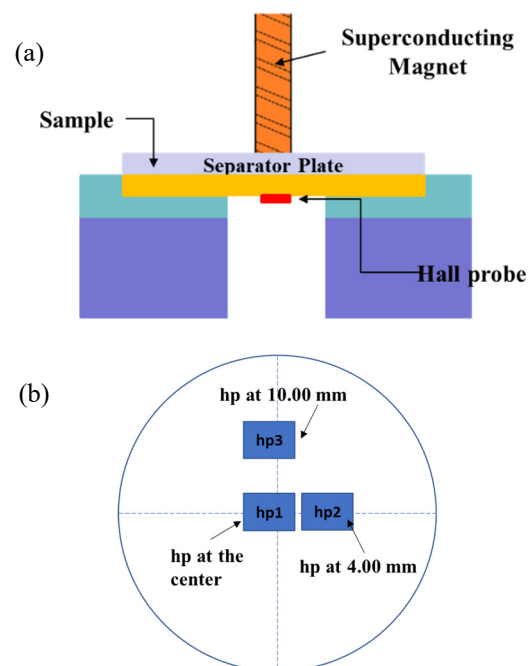 (a)
Superconducting
Magnet
Sample
Separator Plate
Hall probe
(b)
hp at 10.00 mm
hp3
hp1
hp2
hp at the
center
hp at 4.00 mm